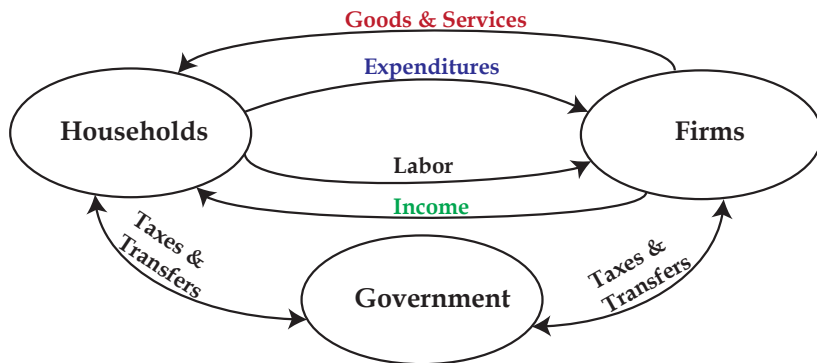 Goods & Services
Expenditures
Households
Firms
Labor
Income
Taxes &
Transfers
Taxes &
Transfers
Government